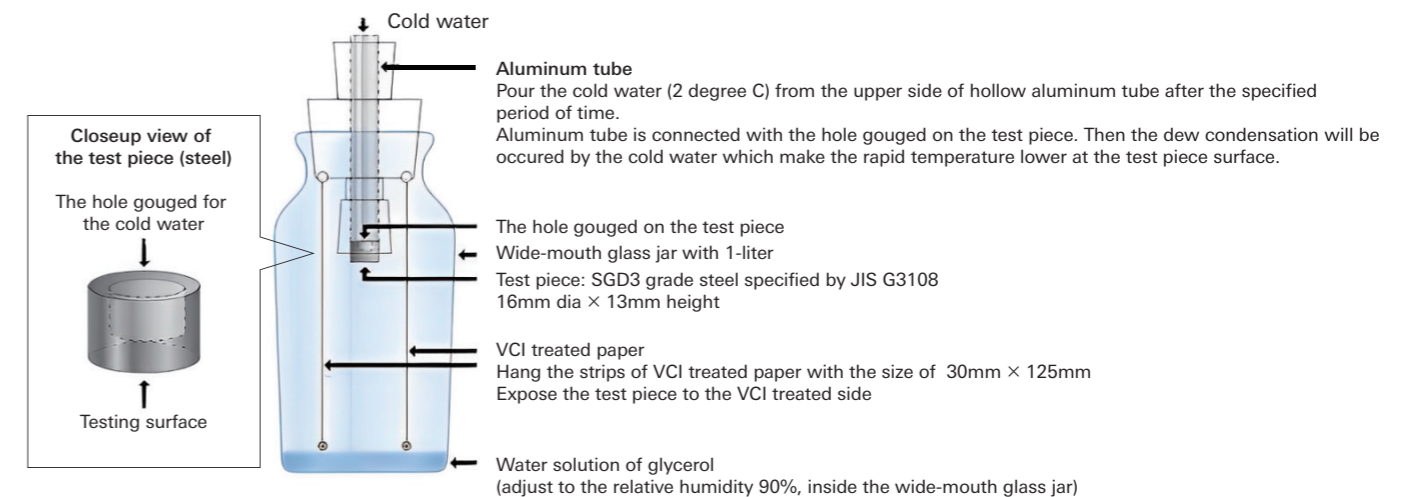 Cold water
Aluminum tube
Pour the cold water (2 degree C) from the upper side of hollow aluminum tube after the specified
period of time.
Aluminum tube is connected with the hole gouged on the test piece. Then the dew condensation will be
occured by the cold water which make the rapid temperature lower at the test piece surface.
Closeup view of
the test piece (steel)
The hole gouged for
the cold water
Testing surface
The hole gouged on the test piece
Wide-mouth glass jar with 1-liter
Test piece: SGD3 grade steel specified by JIS G3108
16mm dia × 13mm height
VCI treated paper
Hang the strips of VCI treated paper with the size of 30mm × 125mm
Expose the test piece to the VCI treated side
Water solution of glycerol
(adjust to the relative humidity 90%, inside the wide-mouth glass jar)